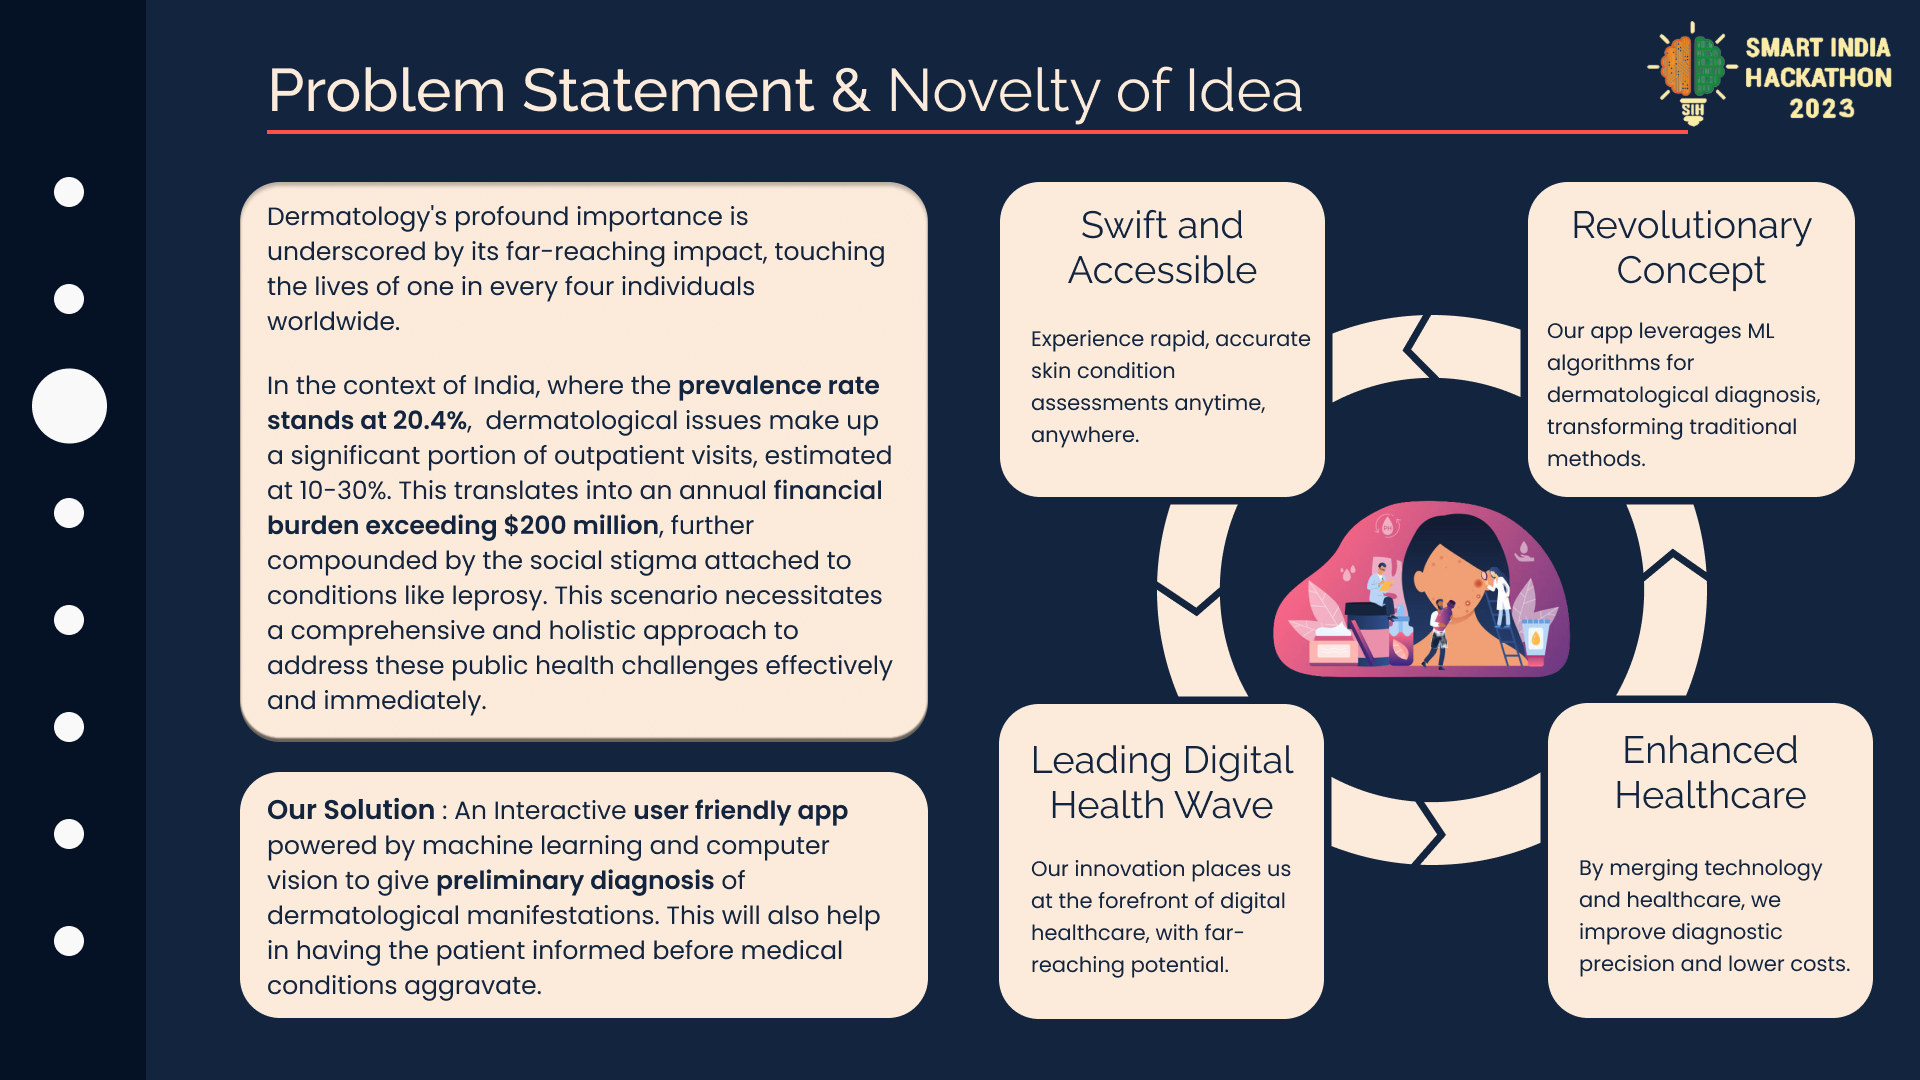 Problem Statement & Novelty of Idea
SMART INDIA
HACKATHON
2023
SIH
Dermatology's profound importance is
underscored by its far-reaching impact, touching
the lives of one in every four individuals
worldwide.
In the context of India, where the prevalence rate
stands at 20.4%, dermatological issues make up
a significant portion of outpatient visits, estimated
at 10-30%. This translates into an annual financial
burden exceeding $200 million, further
compounded by the social stigma attached to
conditions like leprosy. This scenario necessitates
a comprehensive and holistic approach to
address these public health challenges effectively
and immediately.
Our Solution : An Interactive user friendly app
powered by machine learning and computer
vision to give preliminary diagnosis of
dermatological manifestations. This will also help
in having the patient informed before medical
conditions aggravate.
Swift and
Accessible
Experience rapid, accurate
skin condition
assessments anytime,
anywhere.
Revolutionary
Concept
Our app leverages ML
algorithms for
dermatological diagnosis,
transforming traditional
methods.
Leading Digital
Health Wave
Our innovation places us
at the forefront of digital
healthcare, with far-
reaching potential.
Enhanced
Healthcare
By merging technology
and healthcare, we
improve diagnostic
precision and lower costs.